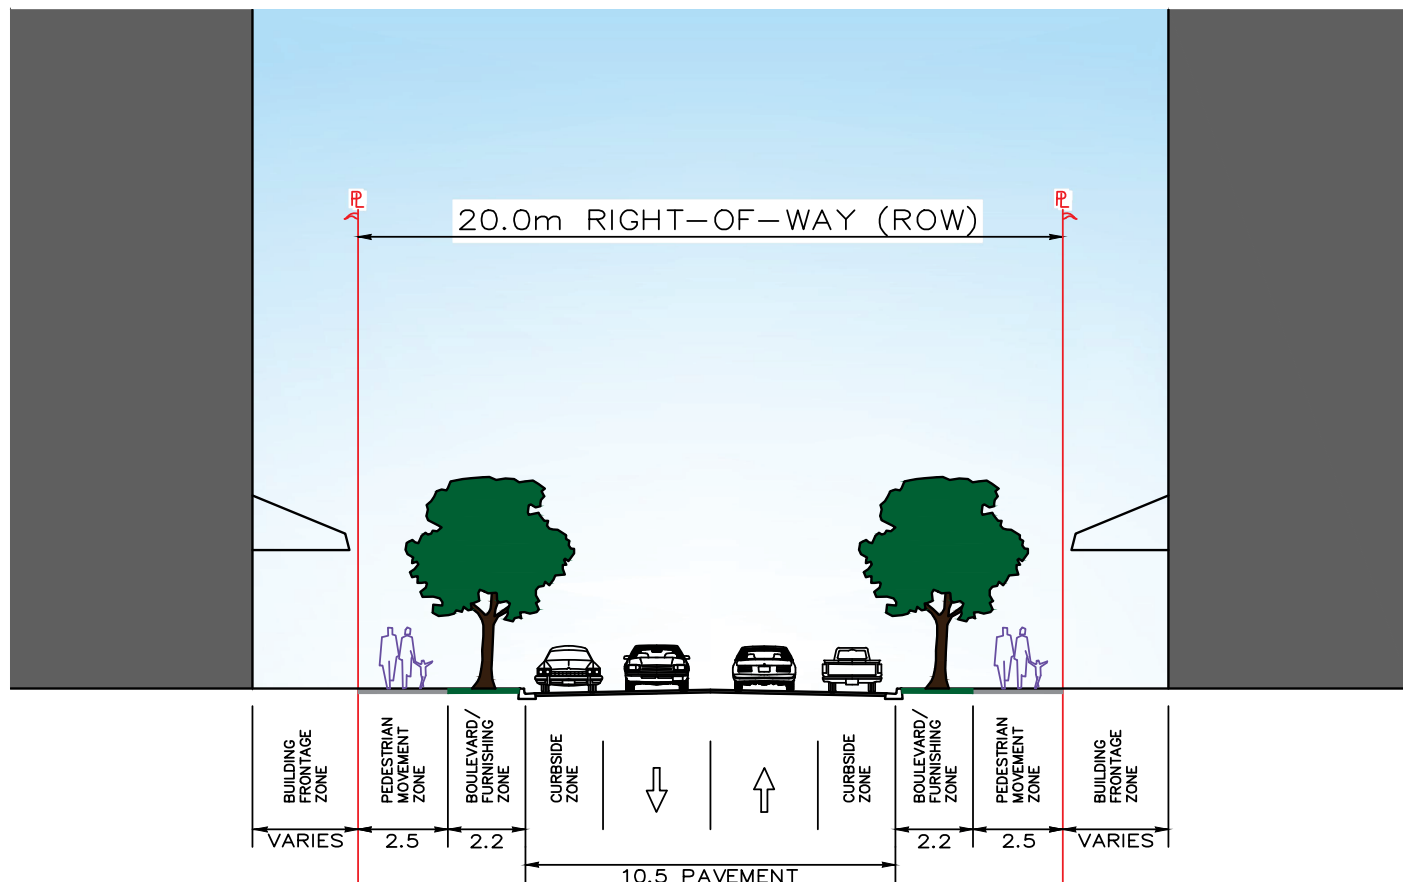 PL PL
20.0m RIGHT-OF-WAY (ROW)
BUILDING
FRONTAGE
ZONE
PEDESTRIAN
MOVEMENT
ZONE
BOULEVARD/
FURNISHING
ZONE
CURBSIDE
ZONE
CURBSIDE
ZONE
BOULEVARD/
FURNISHING
ZONE
PEDESTRIAN
MOVEMENT
ZONE
BUILDING
FRONTAGE
ZONE
VARIES 2.5 2.2 2.2 2.5 VARIES
10.5 PAVEMENT